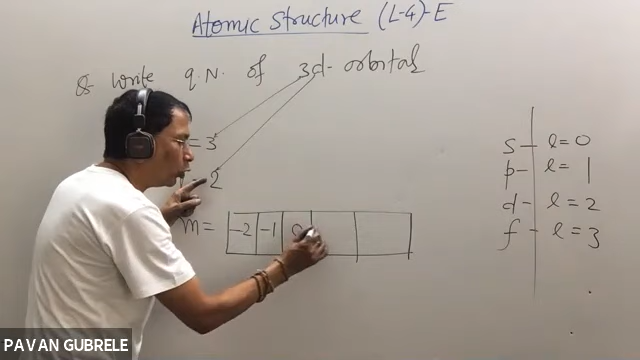 Atomic Structure (L-4)-E
Q- Write q.N. of 3d-orbital
= 3
= 2
m = -2 -1 0
s - l = 0
p - l = 1
d - l = 2
f - l = 3
PAVAN GUBRELE